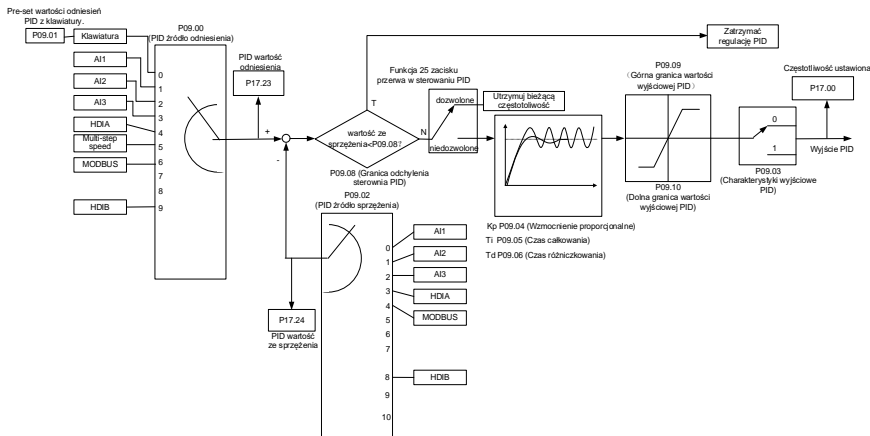 Pre-set wartości odniesień
PID z klawiatury.
P09.01
Klawiatura
AI1
AI2
AI3
HDIA
Multi-step
speed
MODBUS
HDIB
P09.00
(PID źródło odniesienia)
0
1
2
3
4
5
6
7
8
9
PID wartość
odniesienia
P17.23
+
-
T
N
wartość ze
sprzężenia<P09.08?
P09.08 (Granica odchylenia
sterownia PID)
Funkcja 25 zacisku
przerwa w sterowaniu PID
dozwolone
niedozwolone
Utrzymuj bieżącą
częstotoliwość
Zatrzymać
regulację PID
Kp P09.04 (Wzmocnienie proporcjonalne)
Ti P09.05 (Czas całkowania)
Td P09.06 (Czas różniczkowania)
P09.09
(Górna granica wartości
wyjściowej PID)
P09.10
(Dolna granica wartości
wyjściowej PID)
Częstotliwość ustawiona
P17.00
0
1
Wyjście PID
P09.03
(Charakterystyki wyjściowe
PID)
P09.02
(PID źródło sprzężenia)
P17.24
PID wartość
ze sprzężenia
0
1
2
3
4
5
6
7
8
9
10
AI1
AI2
AI3
HDIA
MODBUS
HDIB